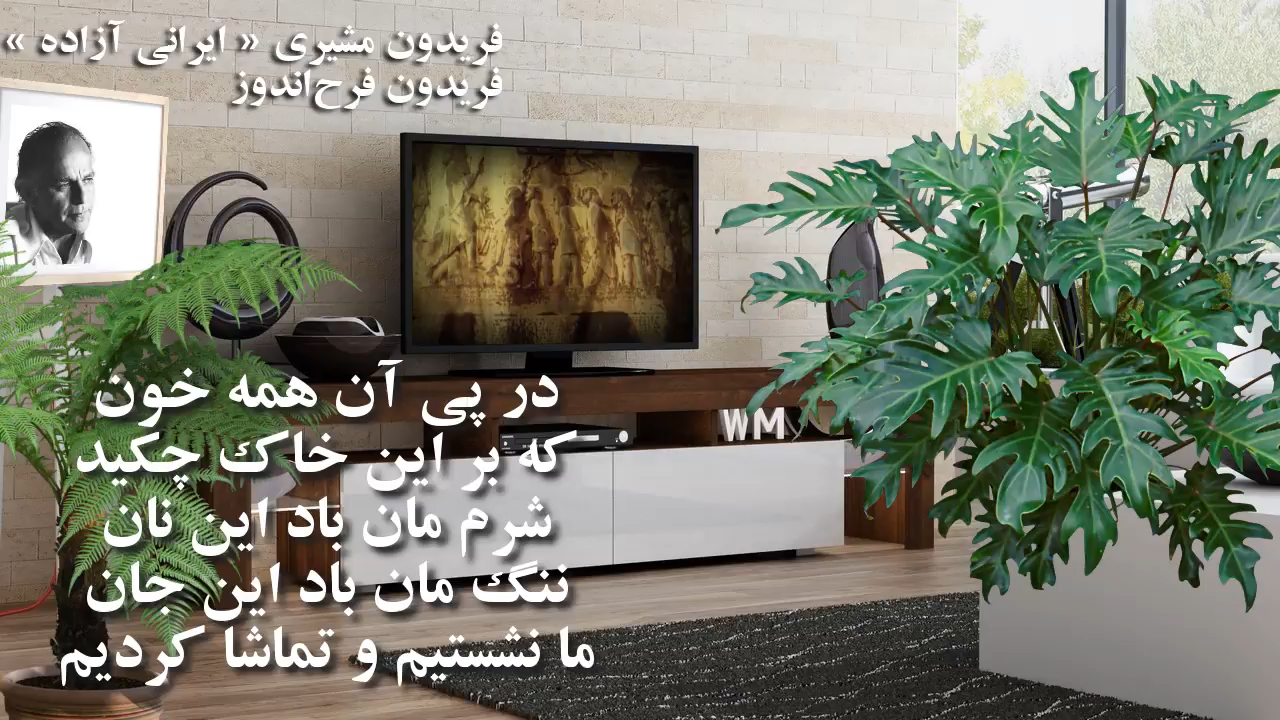 فریدون مشیری « ایرانی آزاده »
فریدون فرح‌اندوز
WM
در پی آن همه خون
که بر این خاک چکید
شرم مان باد این نان
ننگ مان باد این جان
ما نشستیم و تماشا کردیم